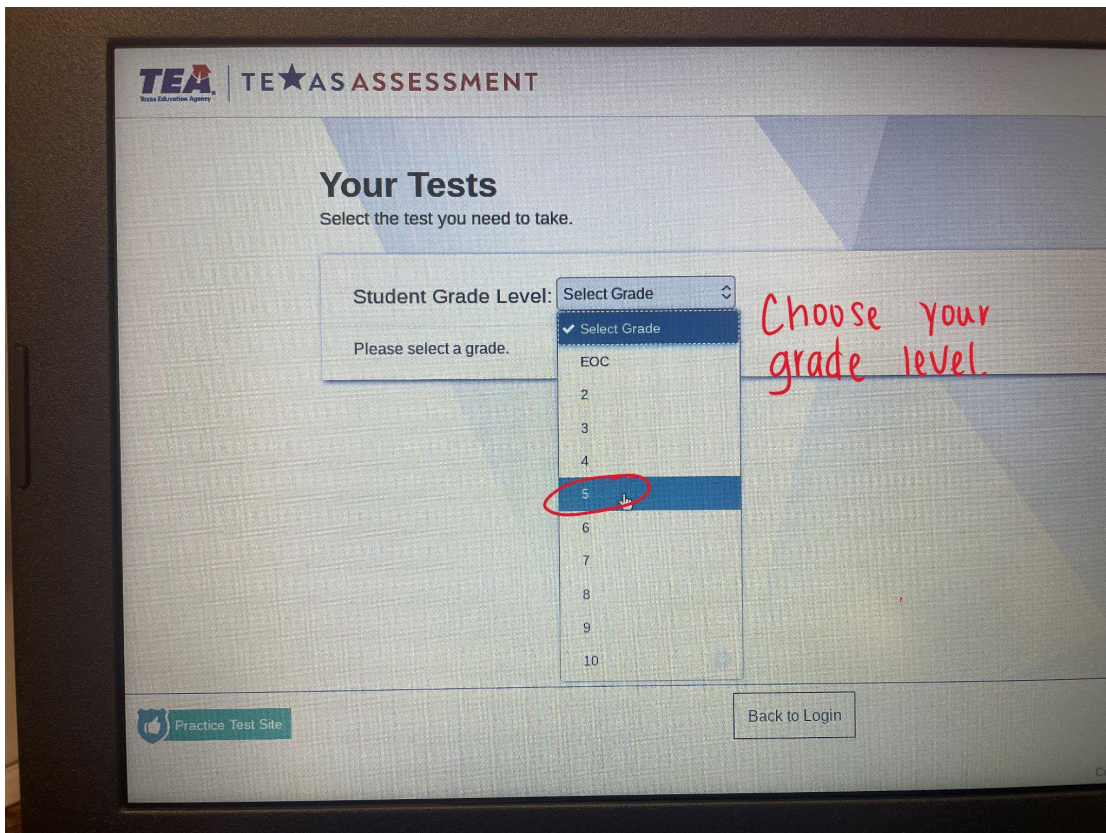 TEA
Texas Education Agency
TEXAS ASSESSMENT
Your Tests
Select the test you need to take.
Student Grade Level: Select Grade
Select Grade
Please select a grade.
EOC
2
3
4
5
6
7
8
9
10
Choose your
grade level.
Practice Test Site
Back to Login